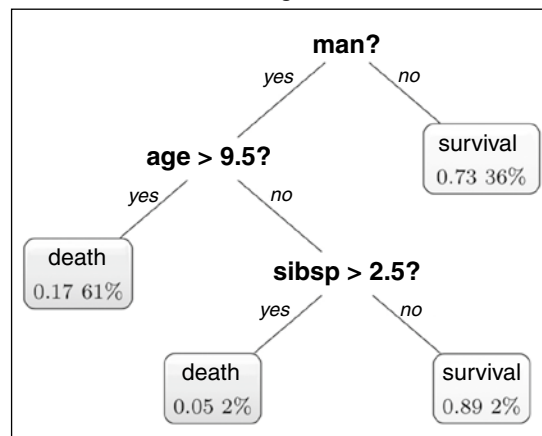 man?
yes
no
age > 9.5?
survival
0.73 36%
yes
no
death
0.17 61%
sibsp > 2.5?
yes
no
death
0.05 2%
survival
0.89 2%